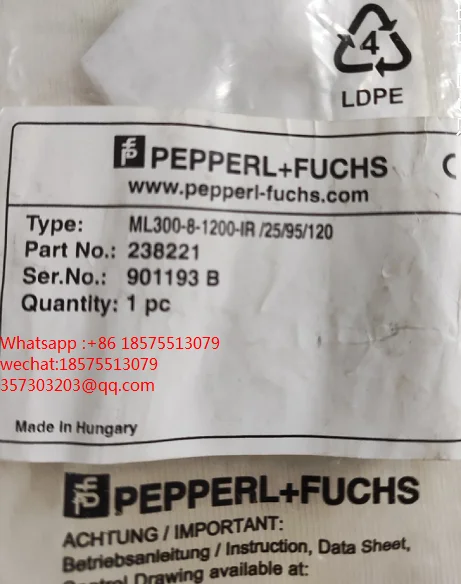 4
LDPE
PEPPERL+FUCHS
www.pepperl-fuchs.com
Type: ML300-8-1200-IR /25/95/120
Part No.: 238221
Ser.No.: 901193 B
Quantity: 1 pc
Whatsapp :+86 18575513079
wechat:18575513079
357303203@qq.com
Made in Hungary
PEPPERL+FUCHS
ACHTUNG / IMPORTANT:
Betriebsanleitung / Instruction, Data Sheet,
Control Drawing available at: